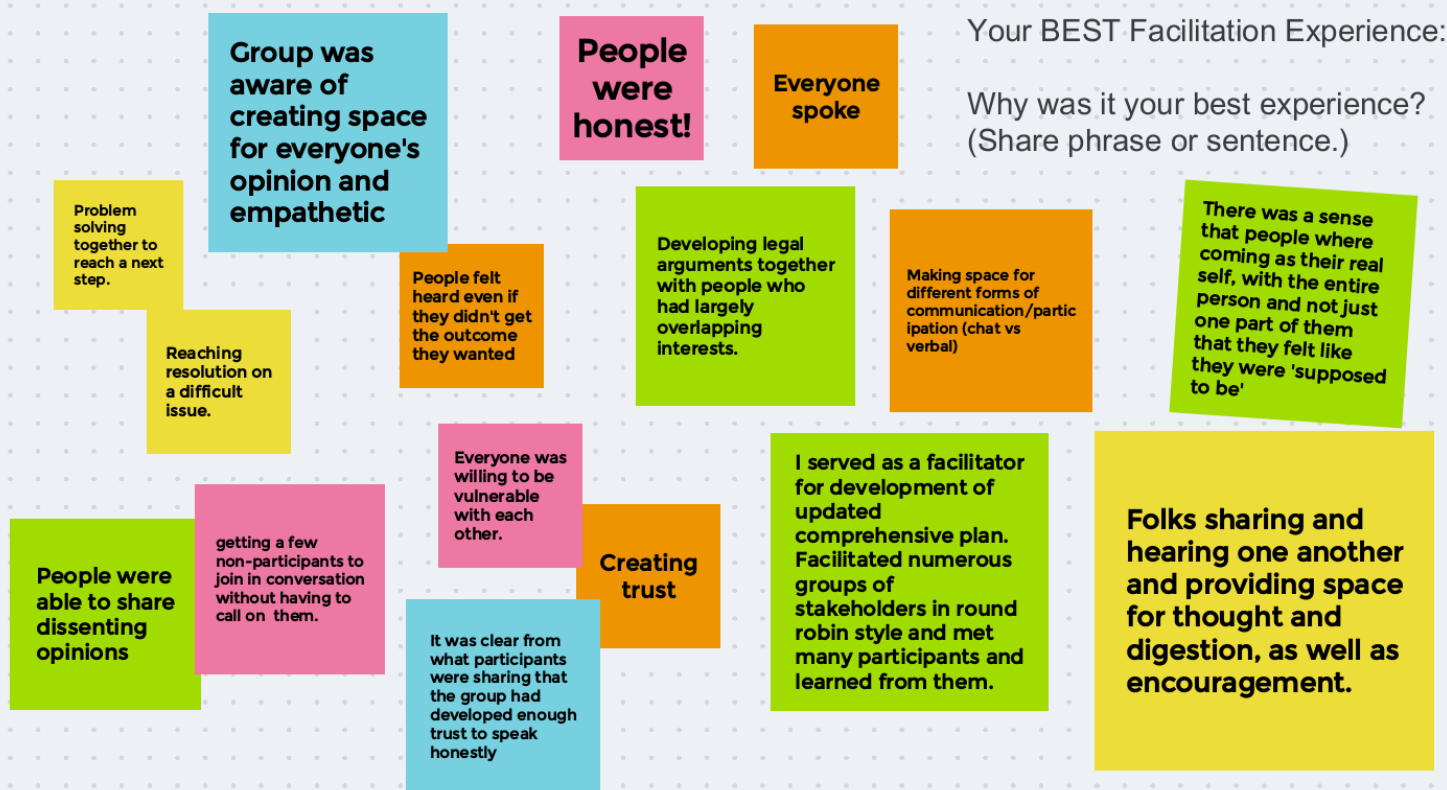 Your BEST Facilitation Experience:
Why was it your best experience?
(Share phrase or sentence.)
Group was
aware of
creating space
for everyone's
opinion and
empathetic
People
were
honest!
Everyone
spoke
Problem
solving
together to
reach a next
step.
Reaching
resolution on
a difficult
issue.
People felt
heard even if
they didn't get
the outcome
they wanted
Developing legal
arguments together
with people who
had largely
overlapping
interests.
Making space for
different forms of
communication/partic
ipation (chat vs
verbal)
There was a sense
that people where
coming as their real
self, with the entire
person and not just
one part of them
that they felt like
they were 'supposed
to be'
People were
able to share
dissenting
opinions
getting a few
non-participants to
join in conversation
without having to
call on them.
Everyone was
willing to be
vulnerable
with each
other.
Creating
trust
It was clear from
what participants
were sharing that
the group had
developed enough
trust to speak
honestly
I served as a facilitator
for development of
updated
comprehensive plan.
Facilitated numerous
groups of
stakeholders in round
robin style and met
many participants and
learned from them.
Folks sharing and
hearing one another
and providing space
for thought and
digestion, as well as
encouragement.